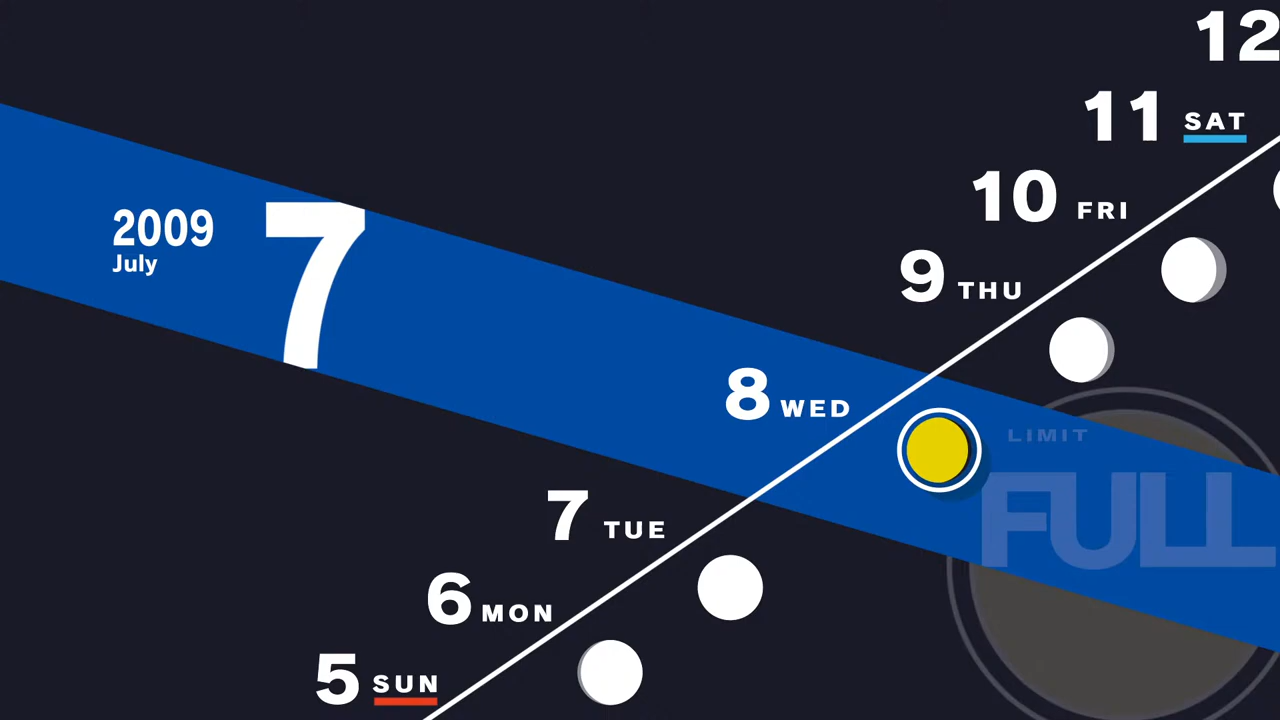 12
11 SAT
10 FRI
2009
July
7
9 THU
8 WED
LIMIT
FULL
7 TUE
6 MON
5 SUN